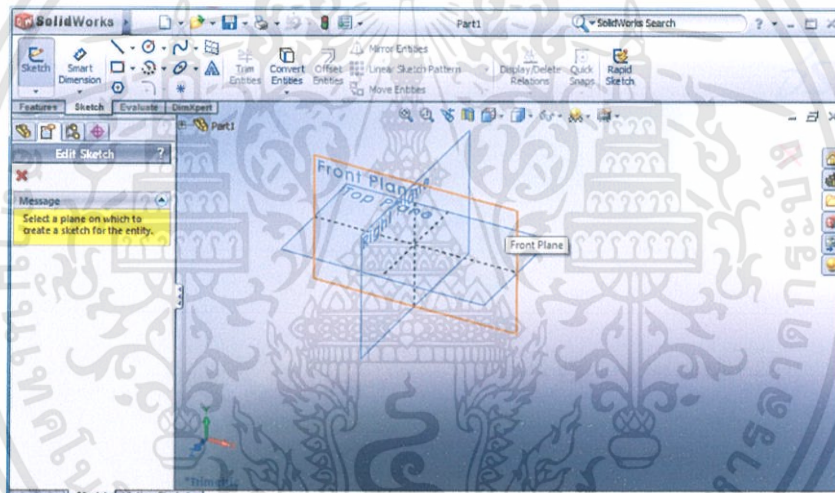 SolidWorks
Part1
SolidWorks Search
?
Sketch
Smart Dimension
Trim Entities
Convert Entities
Offset Entities
Mirror Entities
Linear Sketch Pattern
Move Entities
Display/Delete Relations
Quick Snaps
Rapid Sketch
Features
Sketch
Evaluate
DimXpert
Part1
Edit Sketch
?
Message
Select a plane on which to
create a sketch for the entity.
Front Plane
Top Plane
Right
Front Plane
*Trimetric